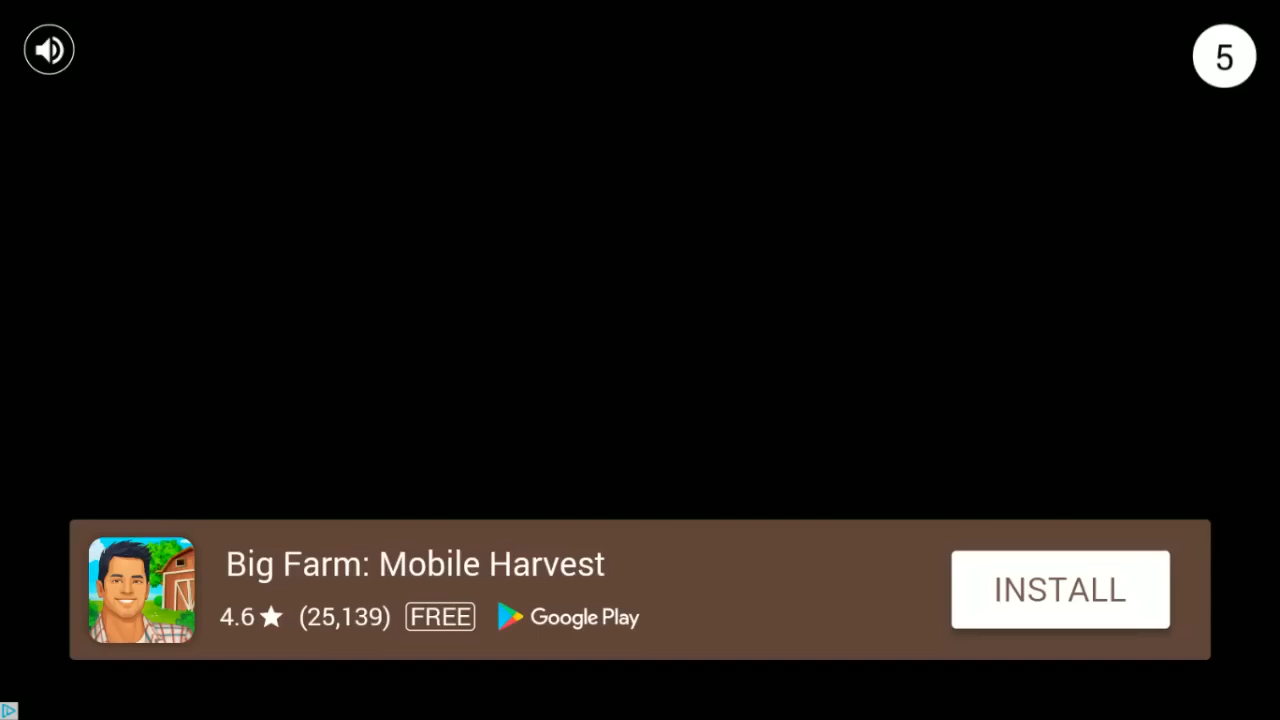 5
Big Farm: Mobile Harvest
4.6★ (25,139) FREE Google Play
INSTALL